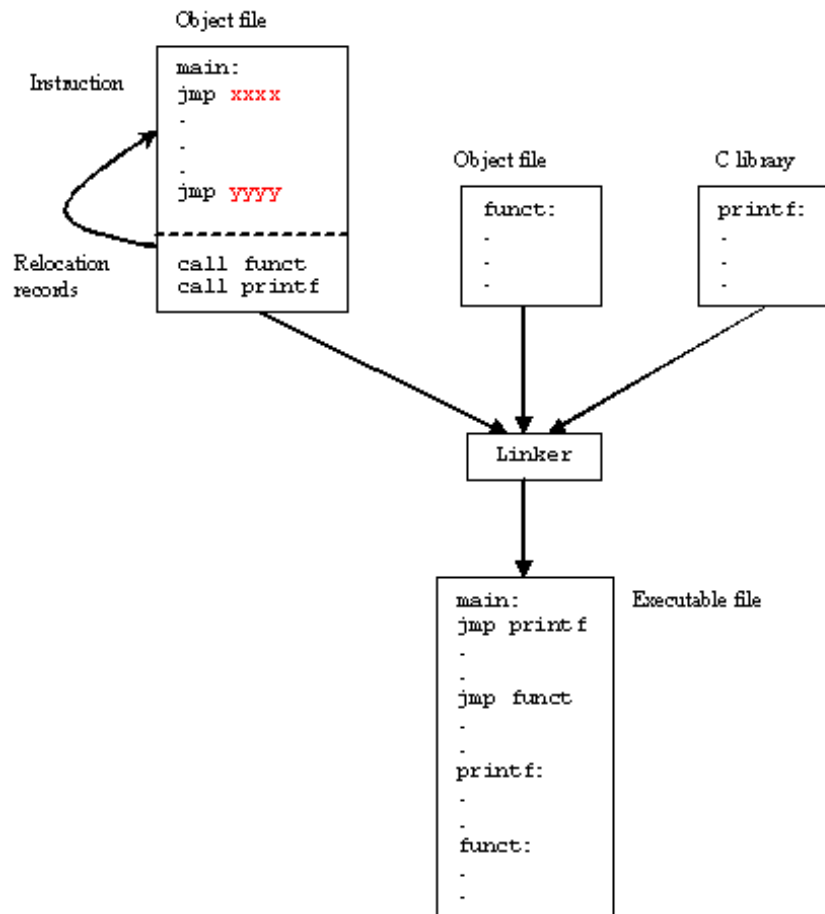 Object file
Instruction
main:
jmp xxxx
.
.
.
jmp yyyy
Relocation
records
call funct
call printf
Object file
funct:
.
.
.
C library
printf:
.
.
.
Linker
Executable file
main:
jmp printf
.
.
jmp funct
.
.
printf:
.
.
funct:
.
.